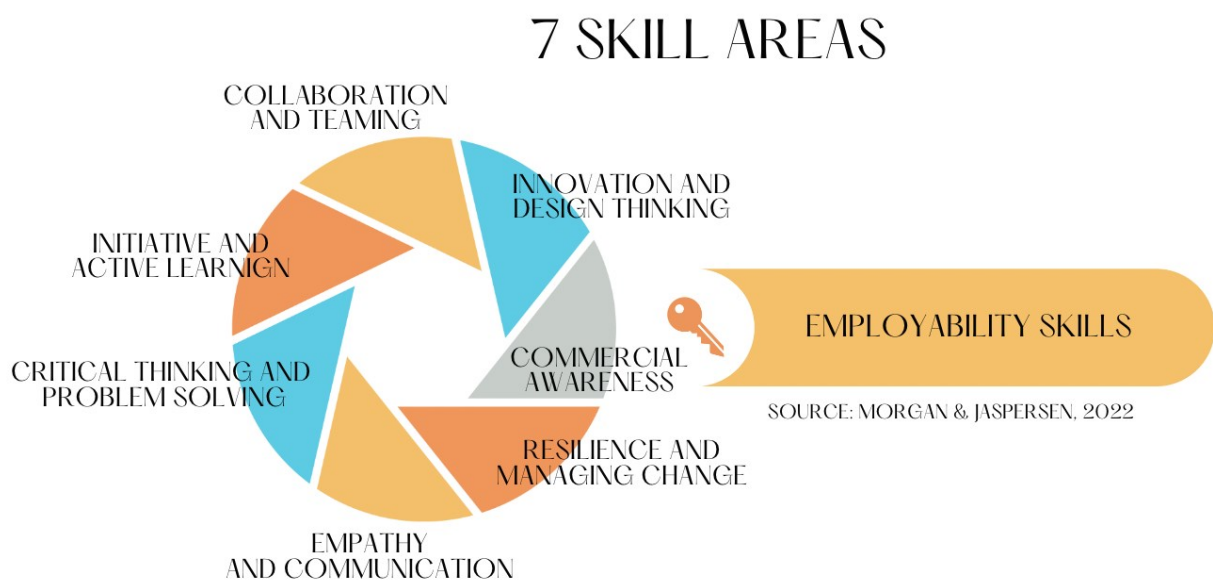 7 SKILL AREAS
COLLABORATION
AND TEAMING
INNOVATION AND
DESIGN THINKING
INITIATIVE AND
ACTIVE LEARNIGN
COMMERCIAL
AWARENESS
EMPLOYABILITY SKILLS
CRITICAL THINKING AND
PROBLEM SOLVING
SOURCE: MORGAN & JASPERSEN, 2022
RESILIENCE AND
MANAGING CHANGE
EMPATHY
AND COMMUNICATION